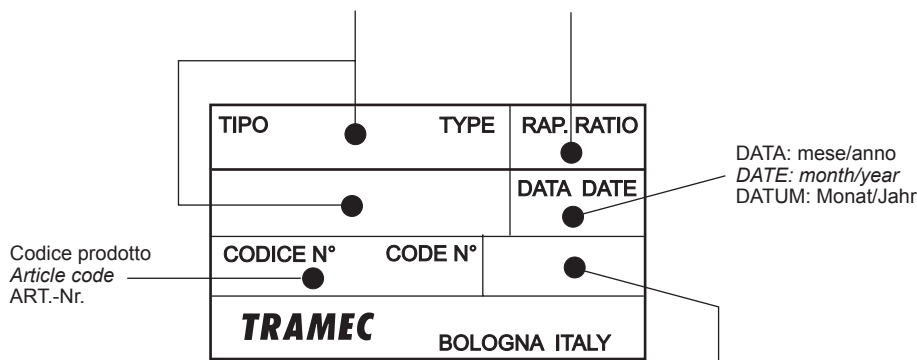 TIPO TYPE RAP. RATIO
DATA: mese/anno
DATE: month/year
DATUM: Monat/Jahr
DATA DATE
Codice prodotto
Article code
ART.-Nr.
CODICE N° CODE N°
TRAMEC BOLOGNA ITALY